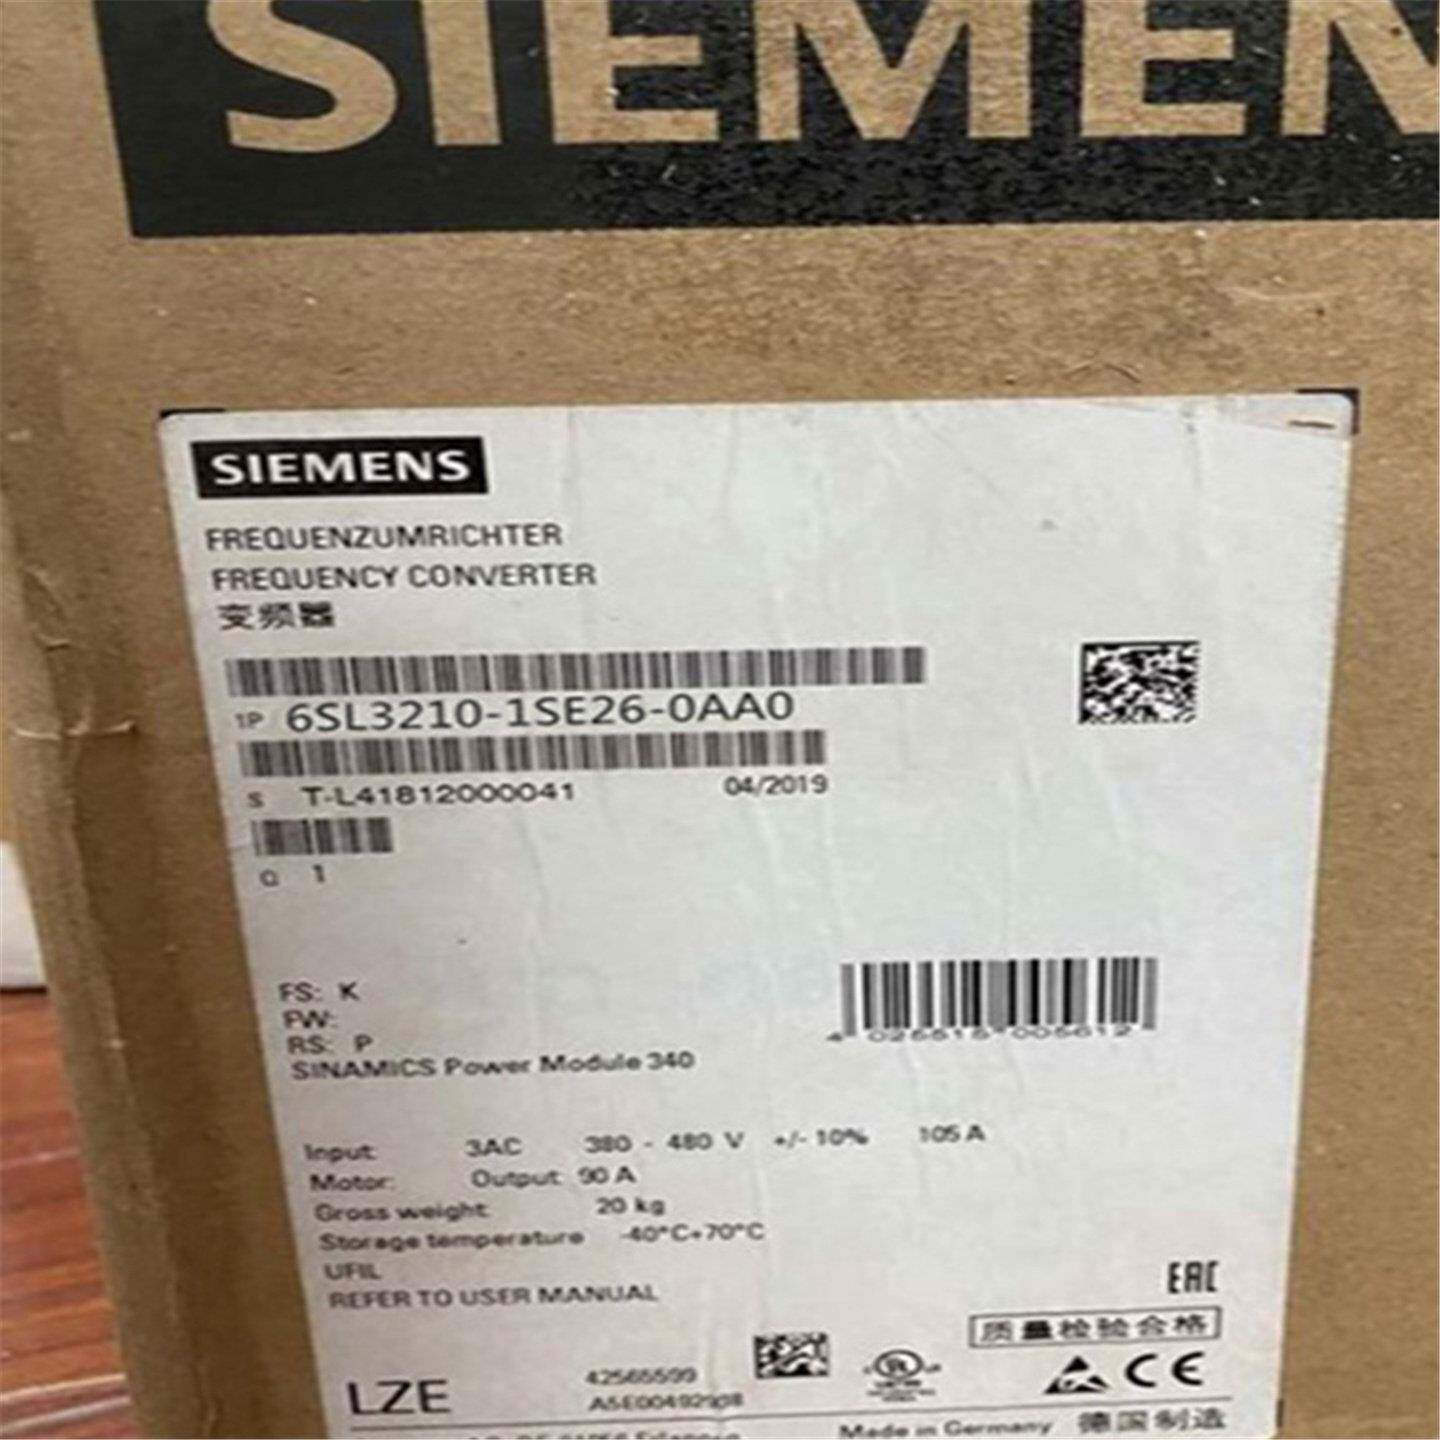 SIEMEN
SIEMENS
FREQUENZUMRICHTER
FREQUENCY CONVERTER
变频器
1P 6SL3210-1SE26-0AA0
S T-L41812000041 04/2019
Q 1
FS: K
FW:
RS: P
SINAMICS Power Module 340
Input: 3AC 380 - 480 V +/- 10% 105 A
Motor: Output: 90 A
Gross weight: 20 kg
Storage temperature -40°C+70°C
UFIL
REFER TO USER MANUAL
EAC
质量检验合格
UL
CE
LZE
42565599
Made in Germany 德国制造